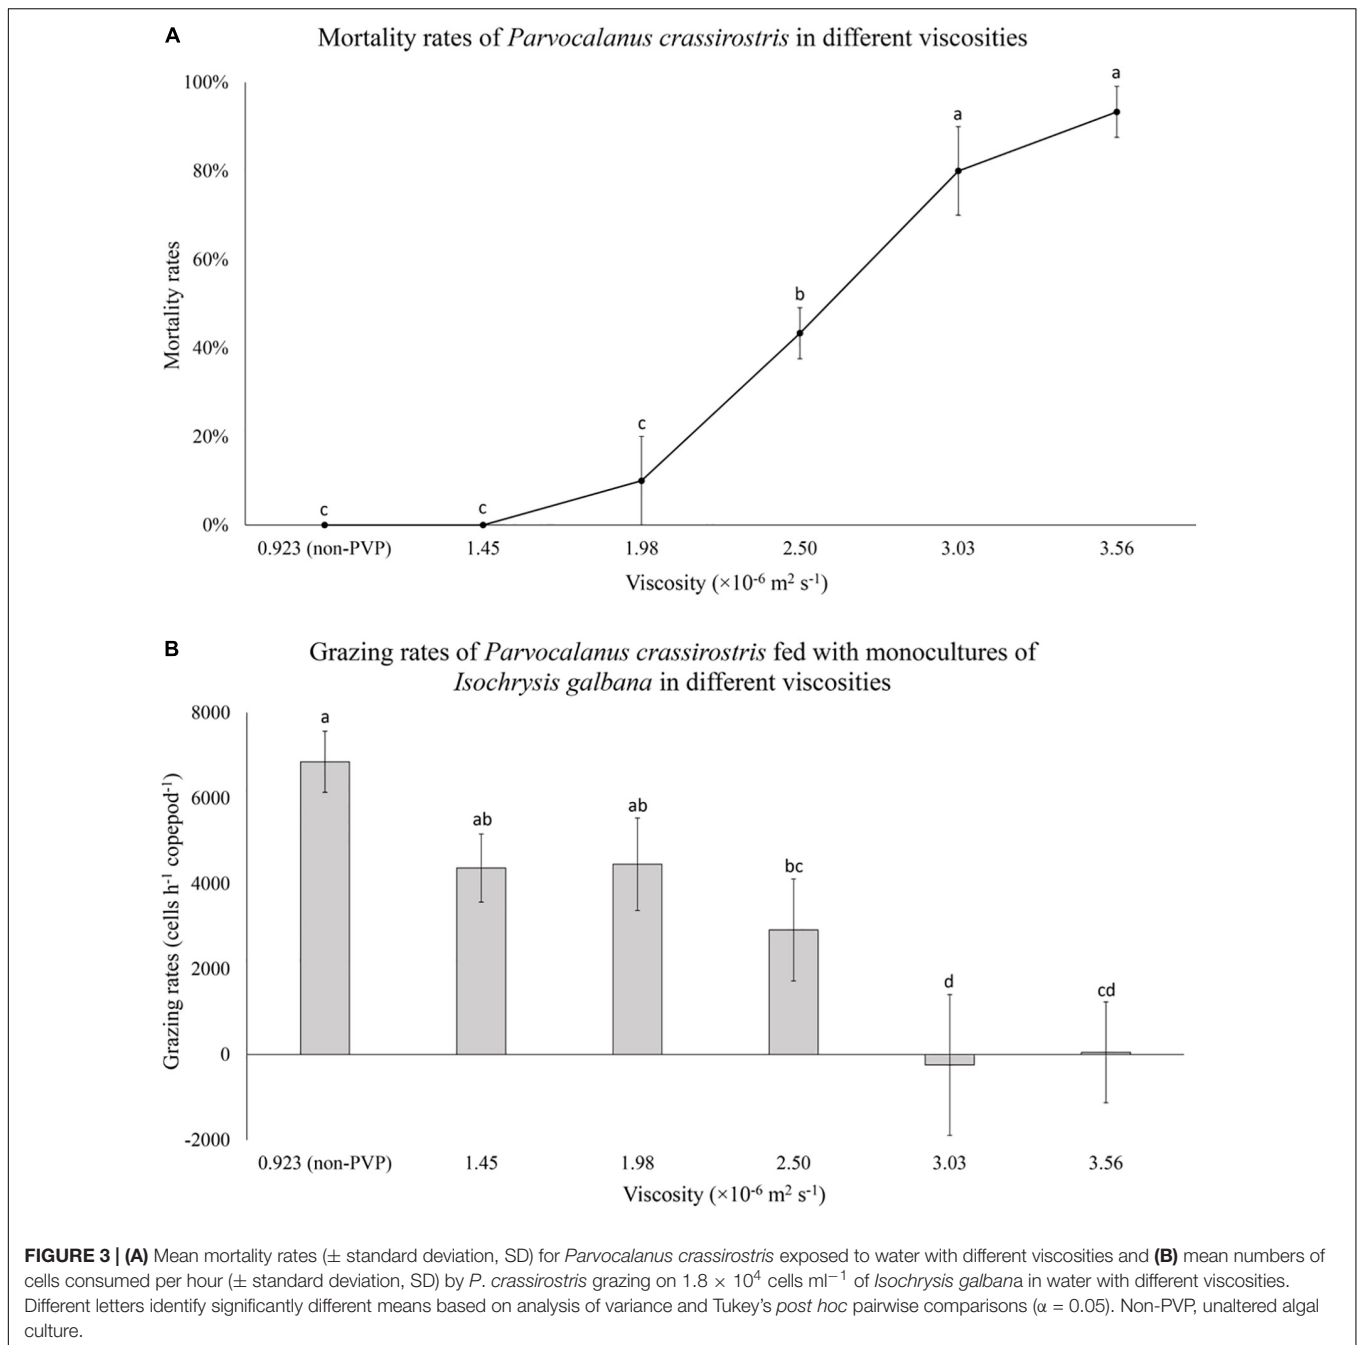 A
Mortality rates of Parvocalanus crassirostris in different viscosities
100%
80%
60%
40%
20%
0%
Mortality rates
c
c
c
b
a
a
0.923 (non-PVP) 1.45 1.98 2.50 3.03 3.56
Viscosity (×10⁻⁶ m² s⁻¹)
B
Grazing rates of Parvocalanus crassirostris fed with monocultures of
Isochrysis galbana in different viscosities
8000
6000
4000
2000
0
-2000
Grazing rates (cells h⁻¹ copepod⁻¹)
a
ab
ab
bc
d
cd
0.923 (non-PVP) 1.45 1.98 2.50 3.03 3.56
Viscosity (×10⁻⁶ m² s⁻¹)
FIGURE 3 | (A) Mean mortality rates (± standard deviation, SD) for Parvocalanus crassirostris exposed to water with different viscosities and (B) mean numbers of
cells consumed per hour (± standard deviation, SD) by P. crassirostris grazing on 1.8 × 10⁴ cells ml⁻¹ of Isochrysis galbana in water with different viscosities.
Different letters identify significantly different means based on analysis of variance and Tukey's post hoc pairwise comparisons (α = 0.05). Non-PVP, unaltered algal
culture.